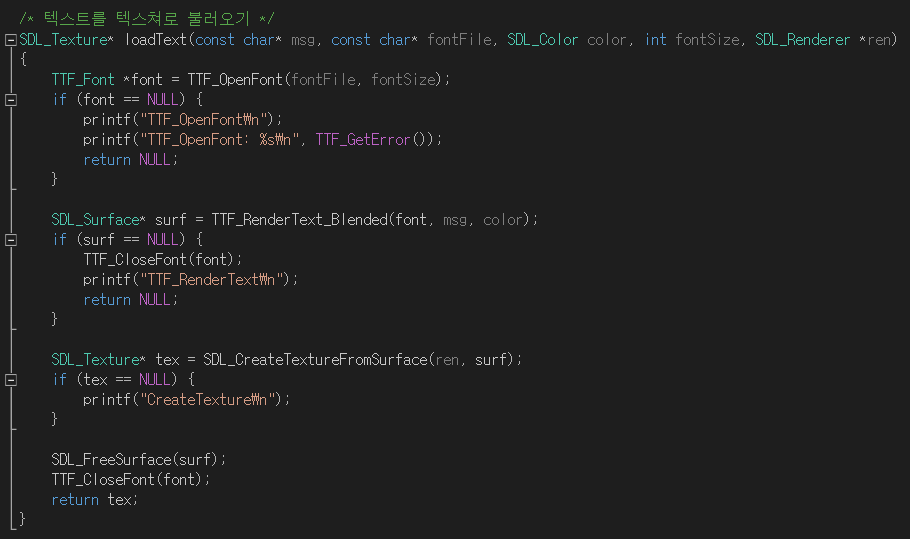 /* 텍스트를 텍스쳐로 불러오기 */
SDL_Texture* loadText(const char* msg, const char* fontFile, SDL_Color color, int fontSize, SDL_Renderer *ren)
{
    TTF_Font *font = TTF_OpenFont(fontFile, fontSize);
    if (font == NULL) {
        printf("TTF_OpenFont₩n");
        printf("TTF_OpenFont: %s₩n", TTF_GetError());
        return NULL;
    }
    SDL_Surface* surf = TTF_RenderText_Blended(font, msg, color);
    if (surf == NULL) {
        TTF_CloseFont(font);
        printf("TTF_RenderText₩n");
        return NULL;
    }
    SDL_Texture* tex = SDL_CreateTextureFromSurface(ren, surf);
    if (tex == NULL) {
        printf("CreateTexture₩n");
    }
    SDL_FreeSurface(surf);
    TTF_CloseFont(font);
    return tex;
}